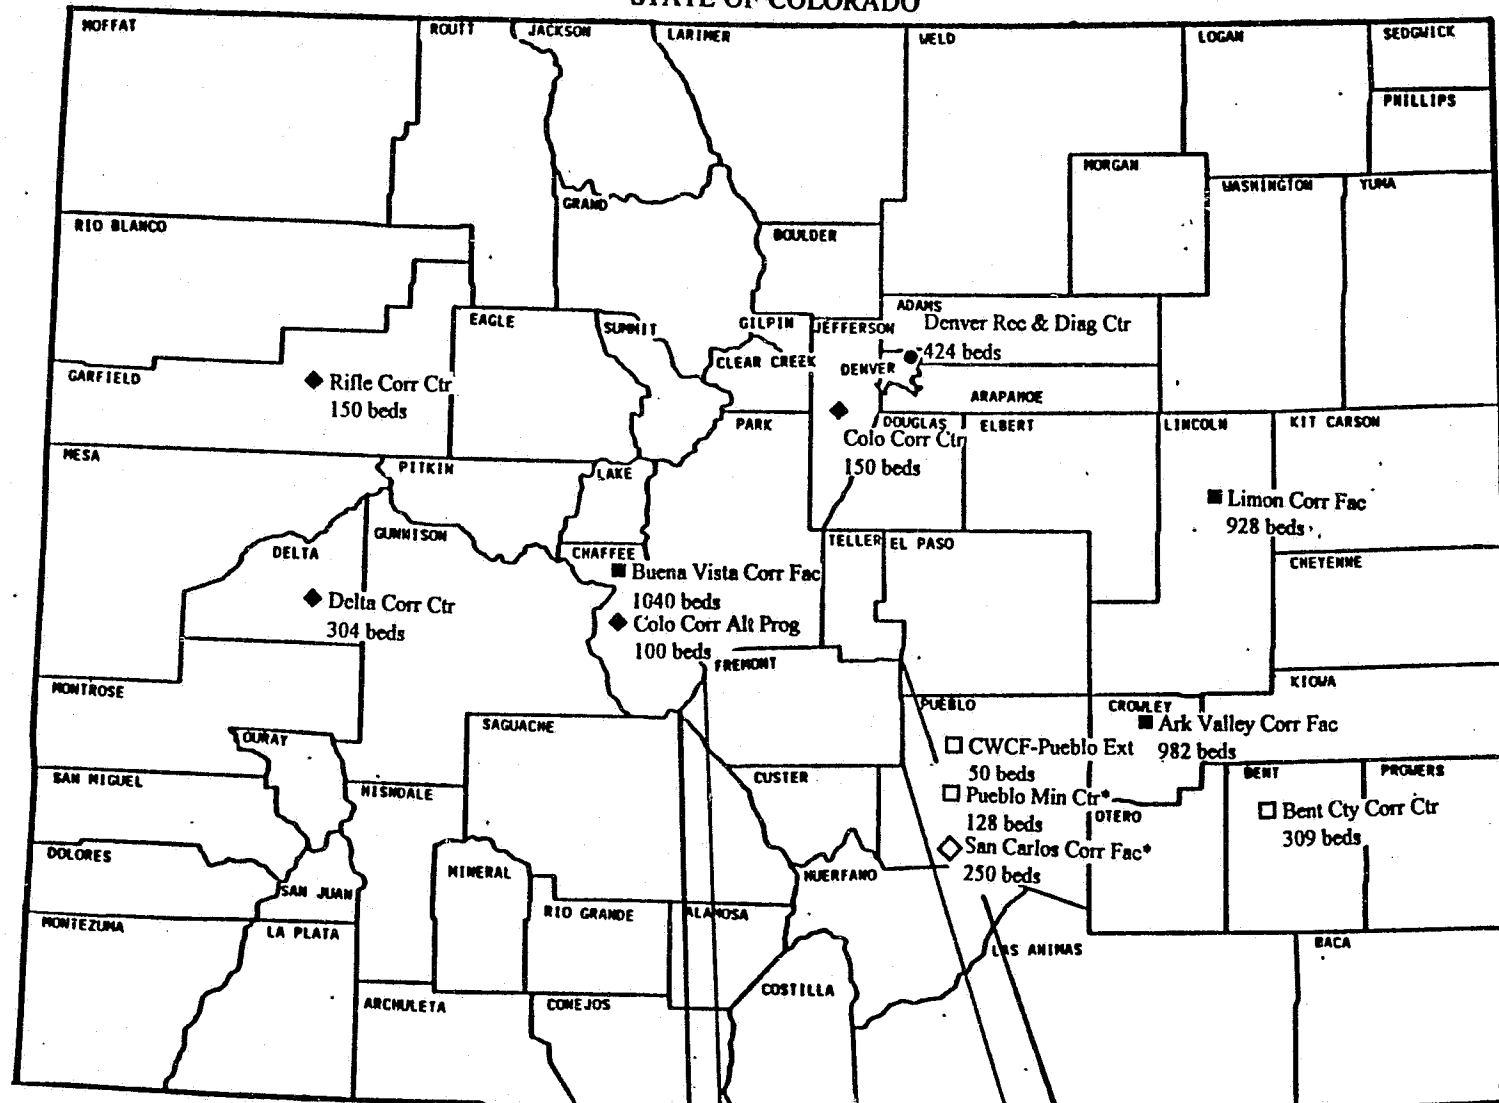 STATE OF COLORADO
MOFFAT
ROUTT
JACKSON
LARIMER
WELD
LOGAN
SEDGWICK
PHILLIPS
MORGAN
WASHINGTON
YUMA
GRAND
RIO BLANCO
BOULDER
ADAMS
EAGLE
SUMMIT
GILPIN
JEFFERSON
Denver Rec & Diag Ctr
424 beds
CLEAR CREEK
DENVER
GARFIELD
Rifle Corr Ctr
150 beds
ARAPAHOE
PARK
DOUGLAS
ELBERT
LINCOLN
KIT CARSON
Colo Corr Ctr
150 beds
MESA
PITKIN
LAKE
Limon Corr Fac
928 beds
GUNNISON
DELTA
CHAFFEE
TELLER
EL PASO
CHEYENNE
Buena Vista Corr Fac
1040 beds
Delta Corr Ctr
304 beds
Colo Corr Alt Prog
100 beds
FREMONT
MONTROSE
KIOWA
PUEBLO
CROWLEY
Ark Valley Corr Fac
982 beds
SAGUACHE
OURAY
CWCF-Pueblo Ext
50 beds
SAN MIGUEL
HISNDALE
CUSTER
BENT
PROWERS
Pueblo Min Ctr*
128 beds
OTERO
Bent Cty Corr Ctr
309 beds
DOLORES
San Carlos Corr Fac*
250 beds
MINERAL
HUERFANO
SAN JUAN
RIO GRANDE
ALAMOSA
MONTEZUMA
LA PLATA
LAS ANIMAS
BACA
COSTILLA
ARCHULETA
CONEJOS